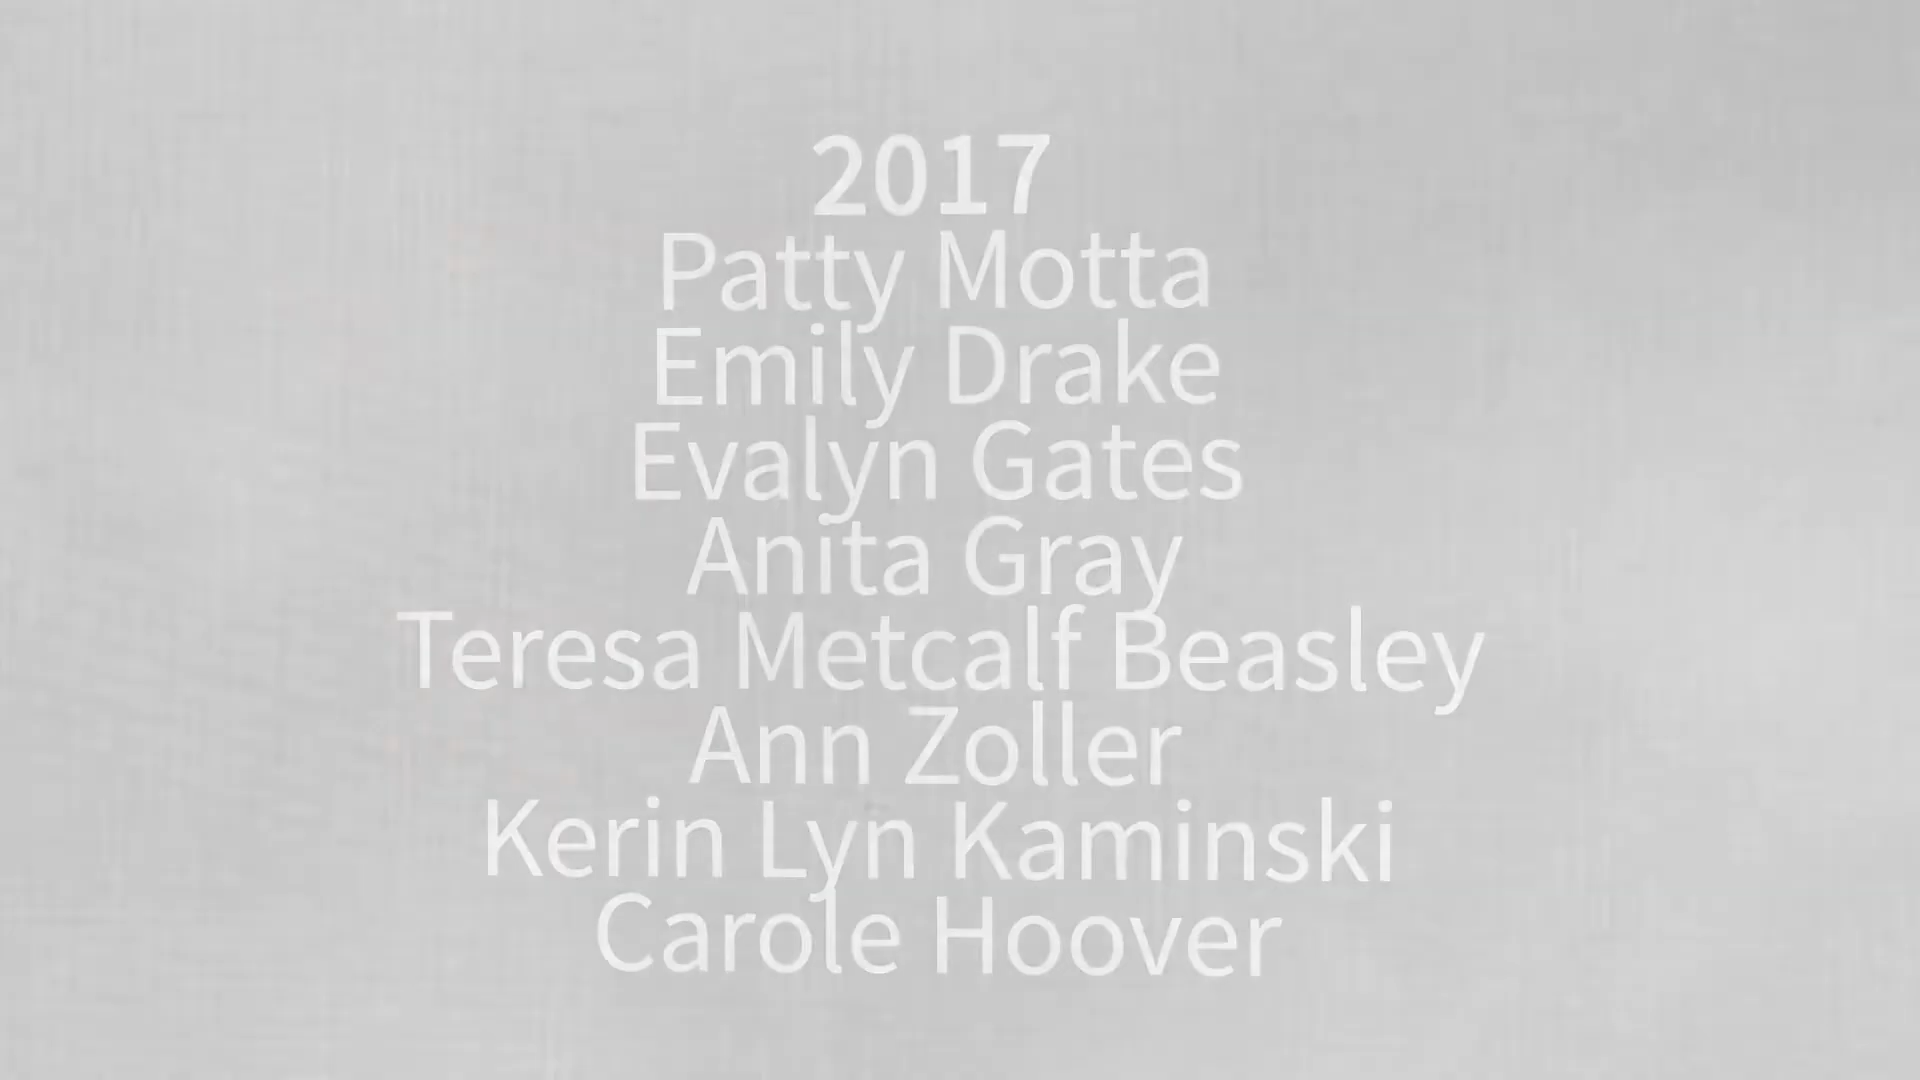 2017
Patty Motta
Emily Drake
Evalyn Gates
Anita Gray
Teresa Metcalf Beasley
Ann Zoller
Kerin Lyn Kaminski
Carole Hoover